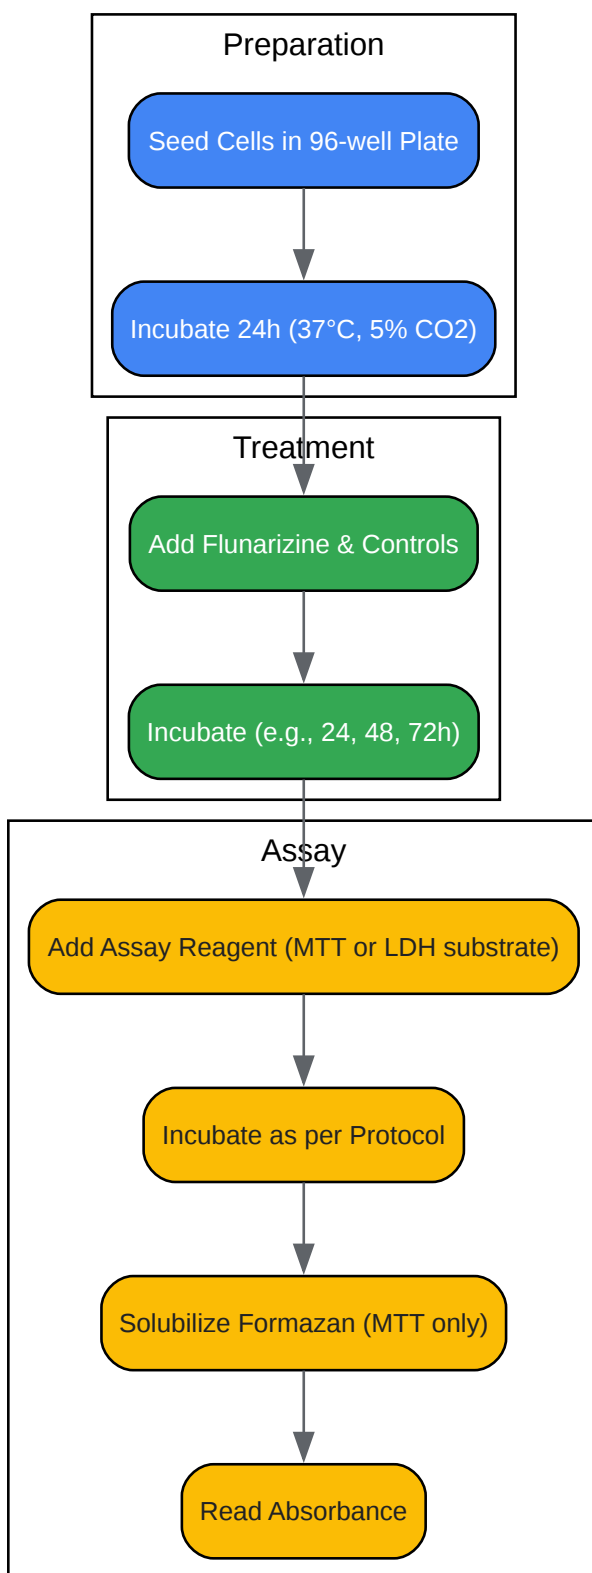 Preparation
Seed Cells in 96-well Plate
Incubate 24h (37°C, 5% CO2)
Treatment
Add Flunarizine & Controls
Incubate (e.g., 24, 48, 72h)
Assay
Add Assay Reagent (MTT or LDH substrate)
Incubate as per Protocol
Solubilize Formazan (MTT only)
Read Absorbance